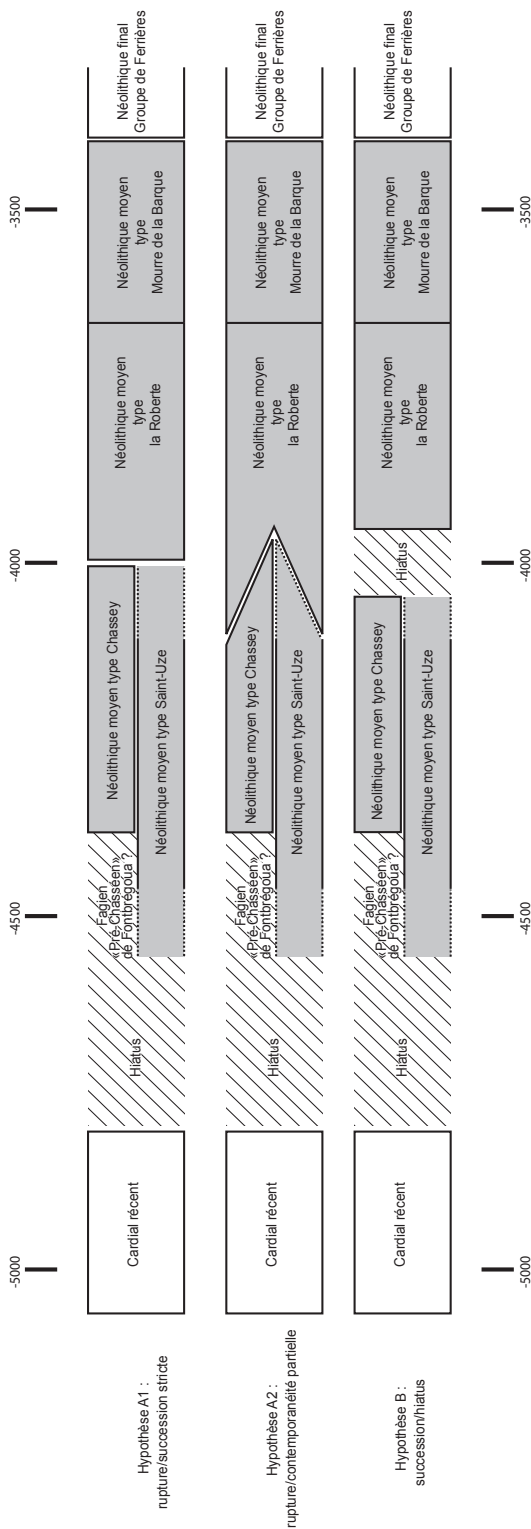 -5000
-4500
-4000
-3500
Hypothèse A1 :
rupture/succession stricte
Cardial récent
Hiatus
Fagien
«Pré-Chasséen»
de Fontbrégoua ?
Néolithique moyen type Chassey
Néolithique moyen type Saint-Uze
Néolithique moyen
type
la Roberte
Néolithique moyen
type
Mourre de la Barque
Néolithique final
Groupe de Ferrières
Hypothèse A2 :
rupture/contemporanéité partielle
Cardial récent
Hiatus
Fagien
«Pré-Chasséen»
de Fontbrégoua ?
Néolithique moyen type Chassey
Néolithique moyen type Saint-Uze
Néolithique moyen
type
la Roberte
Néolithique moyen
type
Mourre de la Barque
Néolithique final
Groupe de Ferrières
Hypothèse B :
succession/hiatus
Cardial récent
Hiatus
Fagien
«Pré-Chasséen»
de Fontbrégoua ?
Néolithique moyen type Chassey
Néolithique moyen type Saint-Uze
Hiatus
Néolithique moyen
type
la Roberte
Néolithique moyen
type
Mourre de la Barque
Néolithique final
Groupe de Ferrières
-5000
-4500
-4000
-3500